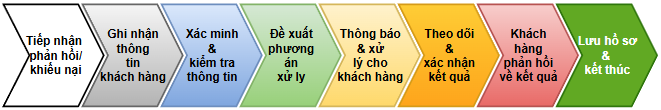 Tiếp nhận
phản hồi/
khiếu nại
Ghi nhận
thông
tin
khách hàng
Xác minh
&
kiểm tra
thông tin
Đề xuất
phương
án
xử lý
Thông báo
& xử
lý cho
khách hàng
Theo dõi
&
xác nhận
kết quả
Khách
hàng
phản hồi
về kết quả
Lưu hồ sơ
&
kết thúc